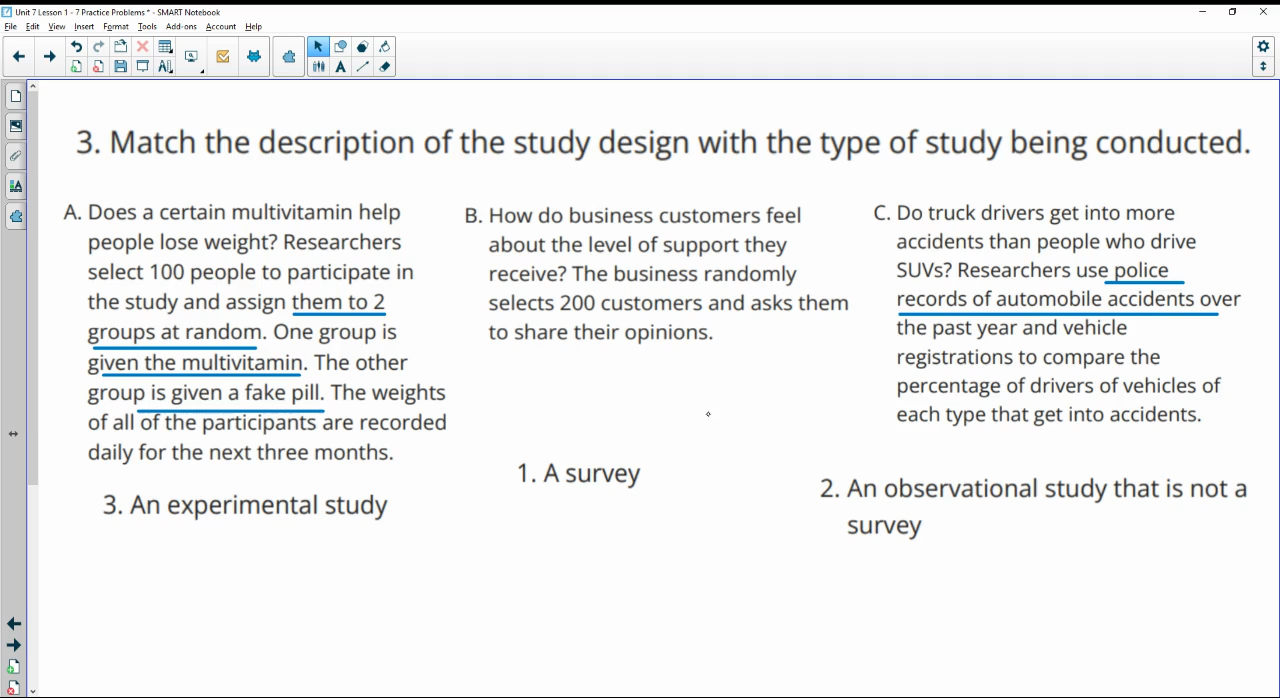 Unit 7 Lesson 1 - 7 Practice Problems * - SMART Notebook
File Edit View Insert Format Tools Add-ons Account Help
3. Match the description of the study design with the type of study being conducted.
A. Does a certain multivitamin help
people lose weight? Researchers
select 100 people to participate in
the study and assign them to 2
groups at random. One group is
given the multivitamin. The other
group is given a fake pill. The weights
of all of the participants are recorded
daily for the next three months.
3. An experimental study
B. How do business customers feel
about the level of support they
receive? The business randomly
selects 200 customers and asks them
to share their opinions.
1. A survey
C. Do truck drivers get into more
accidents than people who drive
SUVs? Researchers use police
records of automobile accidents over
the past year and vehicle
registrations to compare the
percentage of drivers of vehicles of
each type that get into accidents.
2. An observational study that is not a
survey